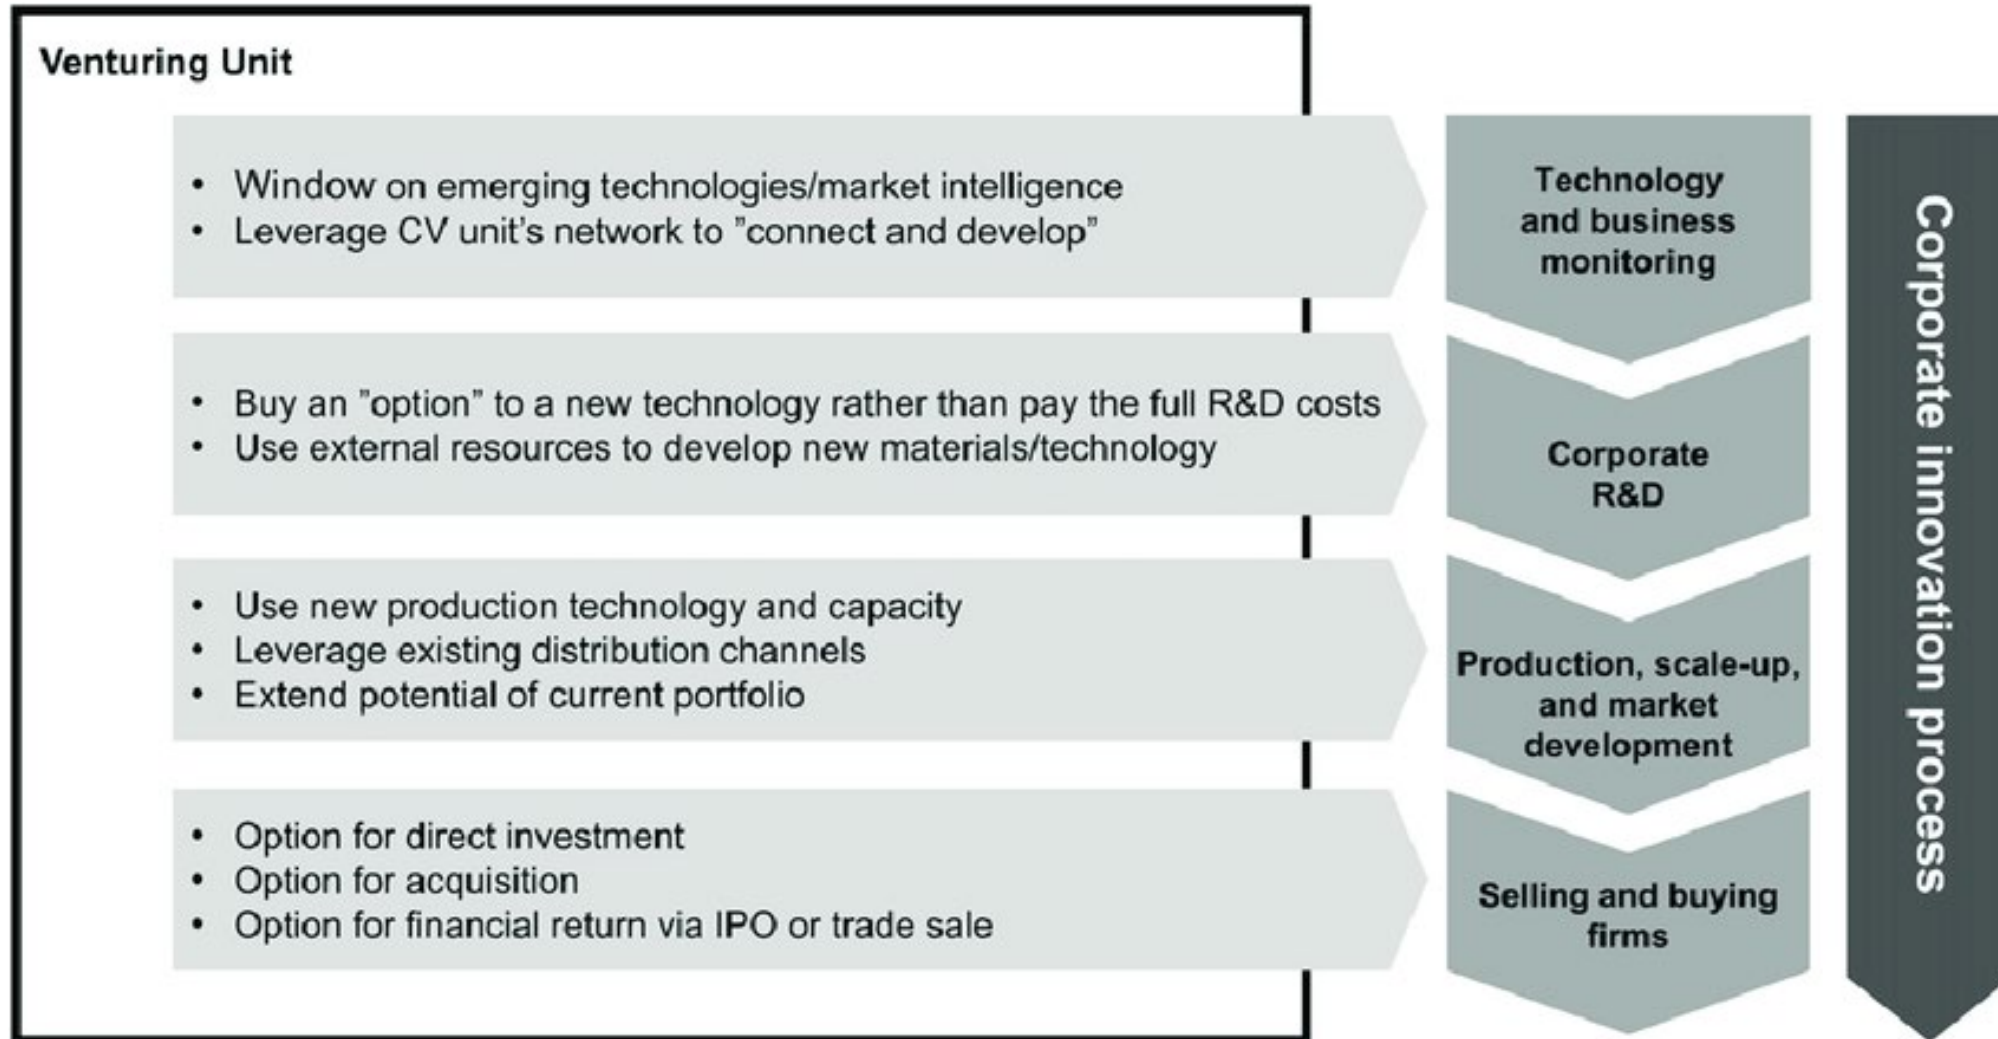 Venturing Unit
• Window on emerging technologies/market intelligence
• Leverage CV unit's network to ”connect and develop”
Technology
and business
monitoring
• Buy an ”option” to a new technology rather than pay the full R&D costs
• Use external resources to develop new materials/technology
Corporate
R&D
• Use new production technology and capacity
• Leverage existing distribution channels
• Extend potential of current portfolio
Production, scale-up,
and market
development
• Option for direct investment
• Option for acquisition
• Option for financial return via IPO or trade sale
Selling and buying
firms
Corporate innovation process